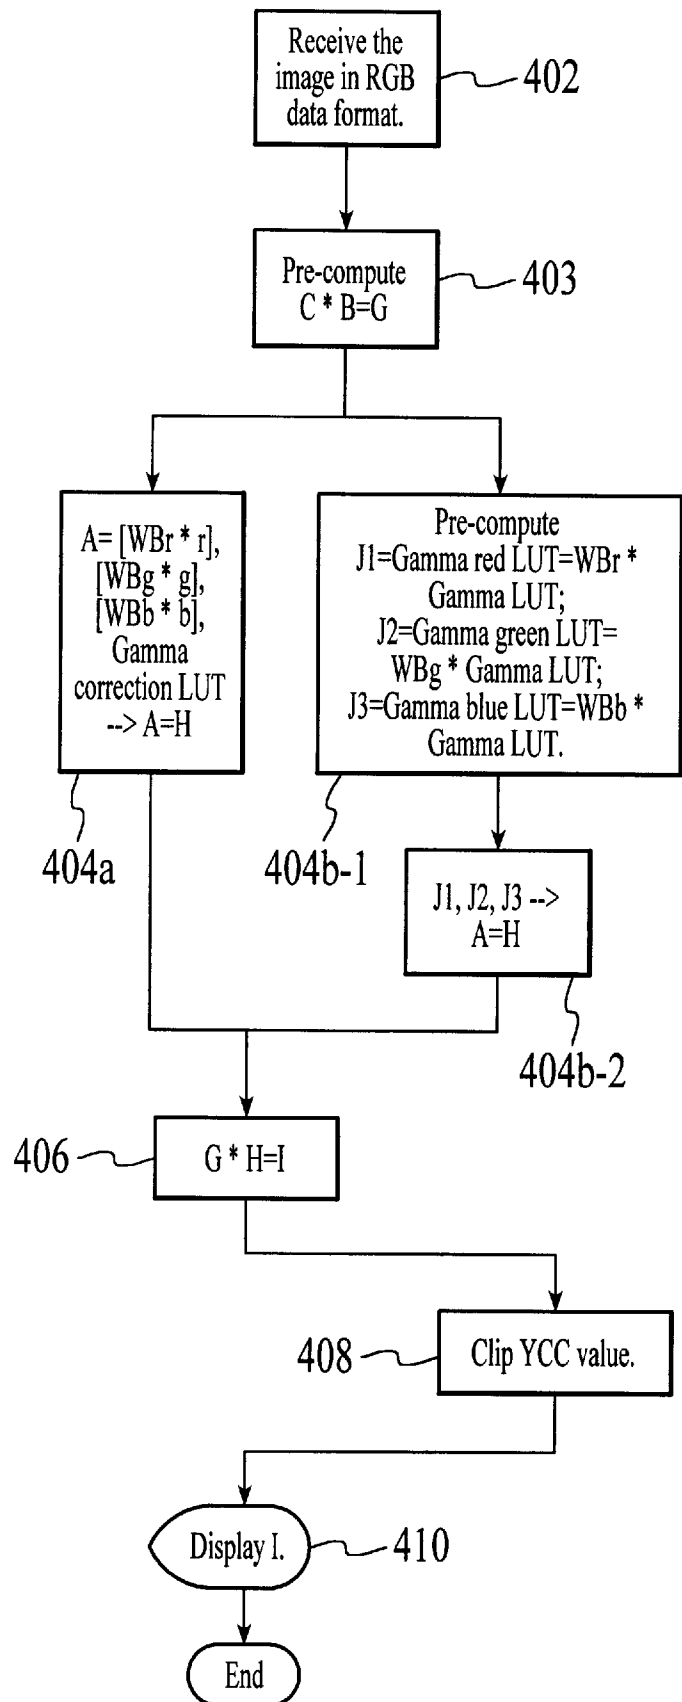 Receive the
image in RGB
data format.
402
Pre-compute
C * B=G
403
A= [WBr * r],
[WBg * g],
[WBb * b],
Gamma
correction LUT
--> A=H
404a
Pre-compute
J1=Gamma red LUT=WBr *
Gamma LUT;
J2=Gamma green LUT=
WBg * Gamma LUT;
J3=Gamma blue LUT=WBb *
Gamma LUT.
404b-1
J1, J2, J3 -->
A=H
404b-2
406
G * H=I
408
Clip YCC value.
Display I.
410
End